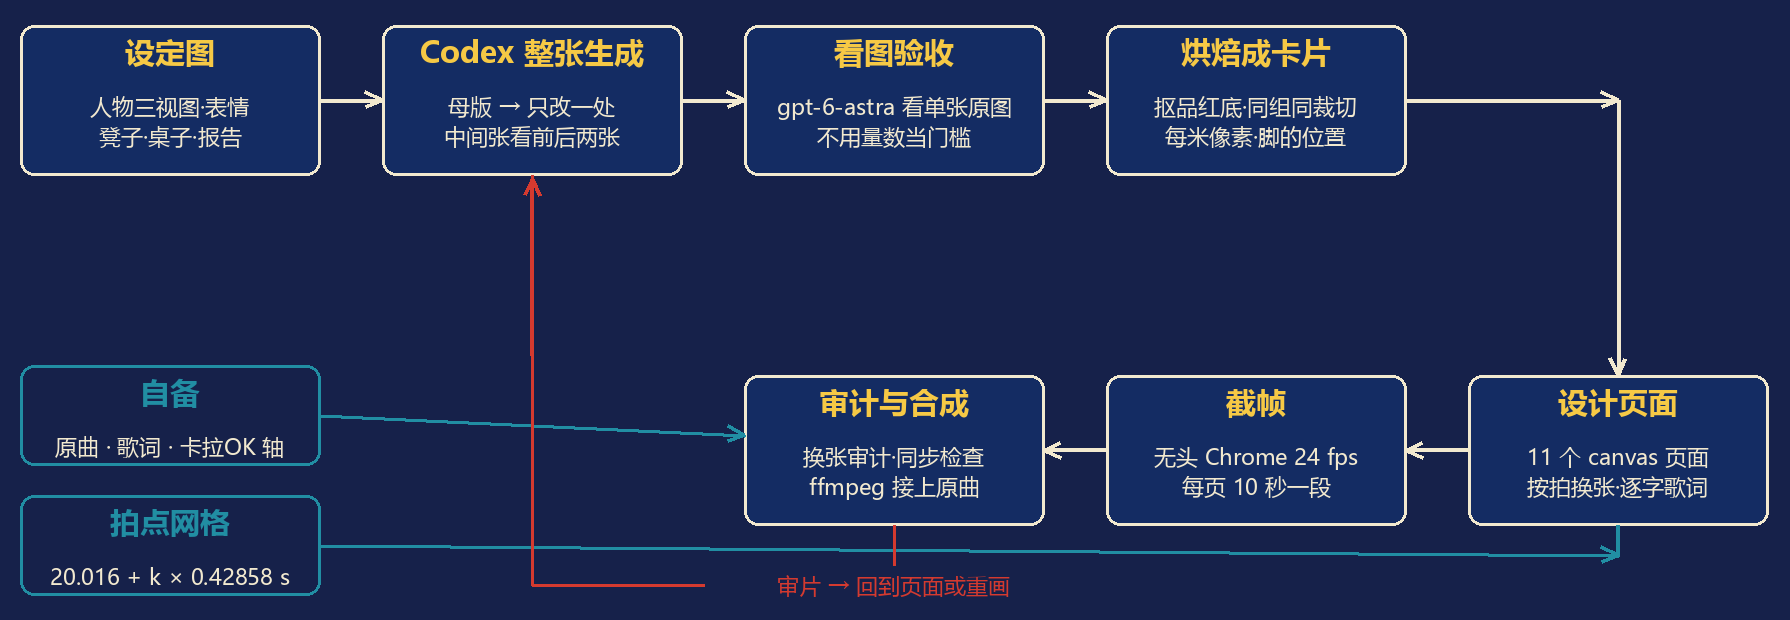 设定图
人物三视图·表情
凳子·桌子·报告
Codex 整张生成
母版 → 只改一处
中间张看前后两张
看图验收
gpt-6-astra 看单张原图
不用量数当门槛
烘焙成卡片
抠品红底·同组同裁切
每米像素·脚的位置
自备
原曲 · 歌词 · 卡拉OK 轴
审计与合成
换张审计·同步检查
ffmpeg 接上原曲
截帧
无头 Chrome 24 fps
每页 10 秒一段
设计页面
11 个 canvas 页面
按拍换张·逐字歌词
拍点网格
20.016 + k × 0.42858 s
审片 → 回到页面或重画